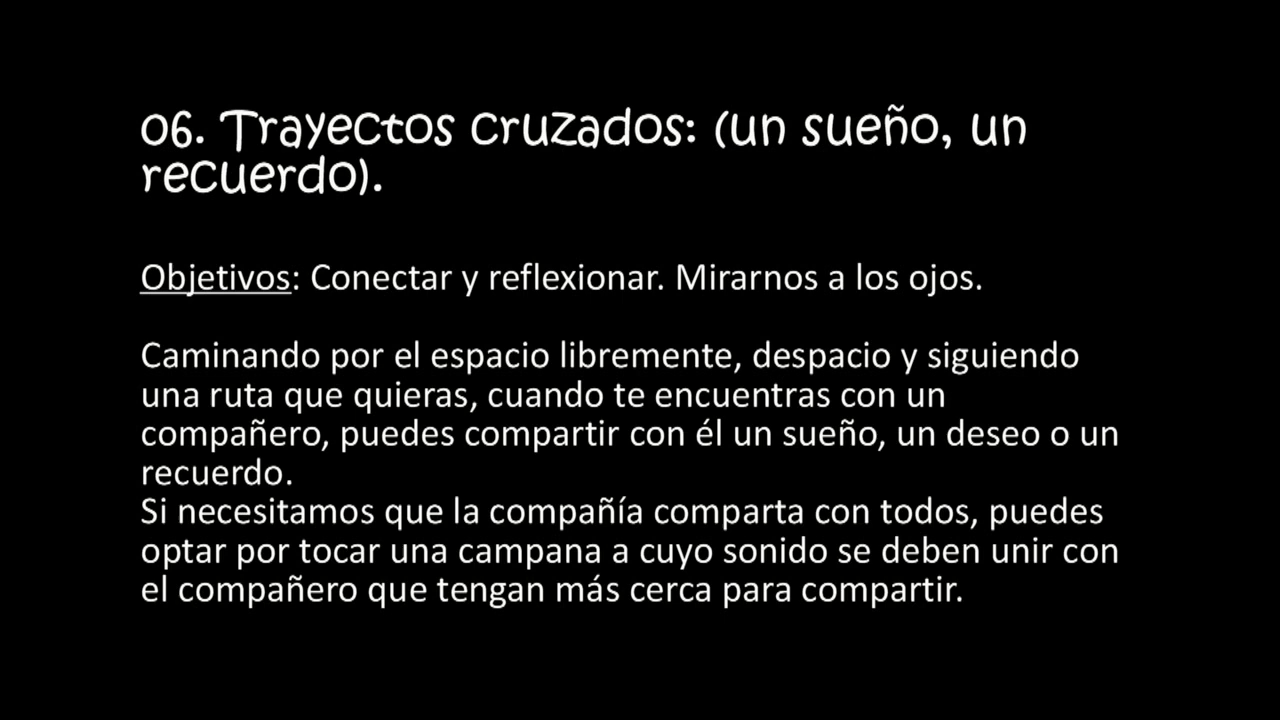 06. Trayectos cruzados: (un sueño, un
recuerdo).
Objetivos: Conectar y reflexionar. Mirarnos a los ojos.
Caminando por el espacio libremente, despacio y siguiendo
una ruta que quieras, cuando te encuentras con un
compañero, puedes compartir con él un sueño, un deseo o un
recuerdo.
Si necesitamos que la compañía comparta con todos, puedes
optar por tocar una campana a cuyo sonido se deben unir con
el compañero que tengan más cerca para compartir.